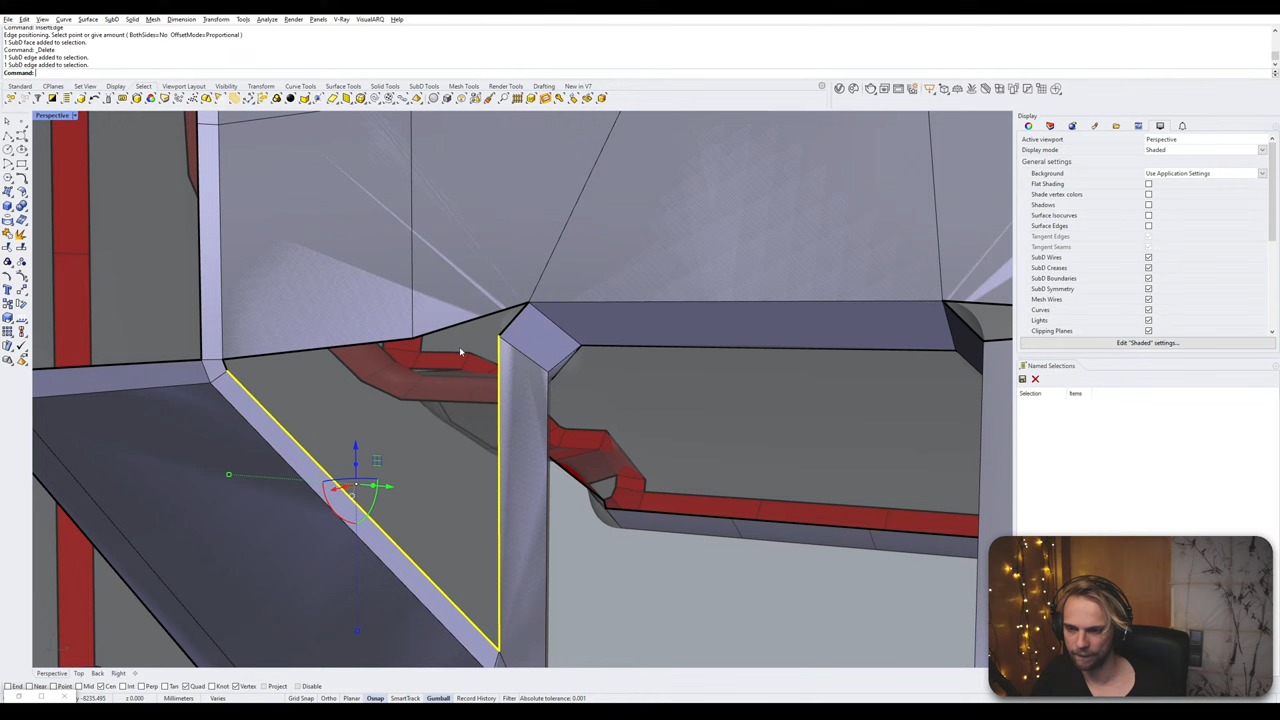 File Edit View Curve Surface SubD Solid Mesh Dimension Transform Tools Analyze Render Panels V-Ray VisualARQ Help
Command: InsertEdge
Edge positioning. Select point or give amount ( BothSides=No OffsetMode=Proportional )
1 SubD face added to selection.
Command: _Delete
1 SubD edge added to selection.
1 SubD edge added to selection.
Command:
Standard CPlanes Set View Display Select Viewport Layout Visibility Transform Curve Tools Surface Tools Solid Tools SubD Tools Mesh Tools Render Tools Drafting New in V7
Perspective
Display
Active viewport Perspective
Display mode Shaded
General settings
Background Use Application Settings
Flat Shading
Shade vertex colors
Shadows
Surface Isocurves
Surface Edges
Tangent Edges
Tangent Seams
SubD Wires
SubD Creases
SubD Boundaries
SubD Symmetry
Mesh Wires
Curves
Lights
Clipping Planes
Edit "Shaded" settings...
Named Selections
Selection Items
Perspective Top Back Right
End Near Point Mid Cen Int Perp Tan Quad Knot Vertex Project Disable
y -8235.495 z 0.000 Millimeters Varies Grid Snap Ortho Planar Osnap SmartTrack Gumball Record History Filter Absolute tolerance: 0.001